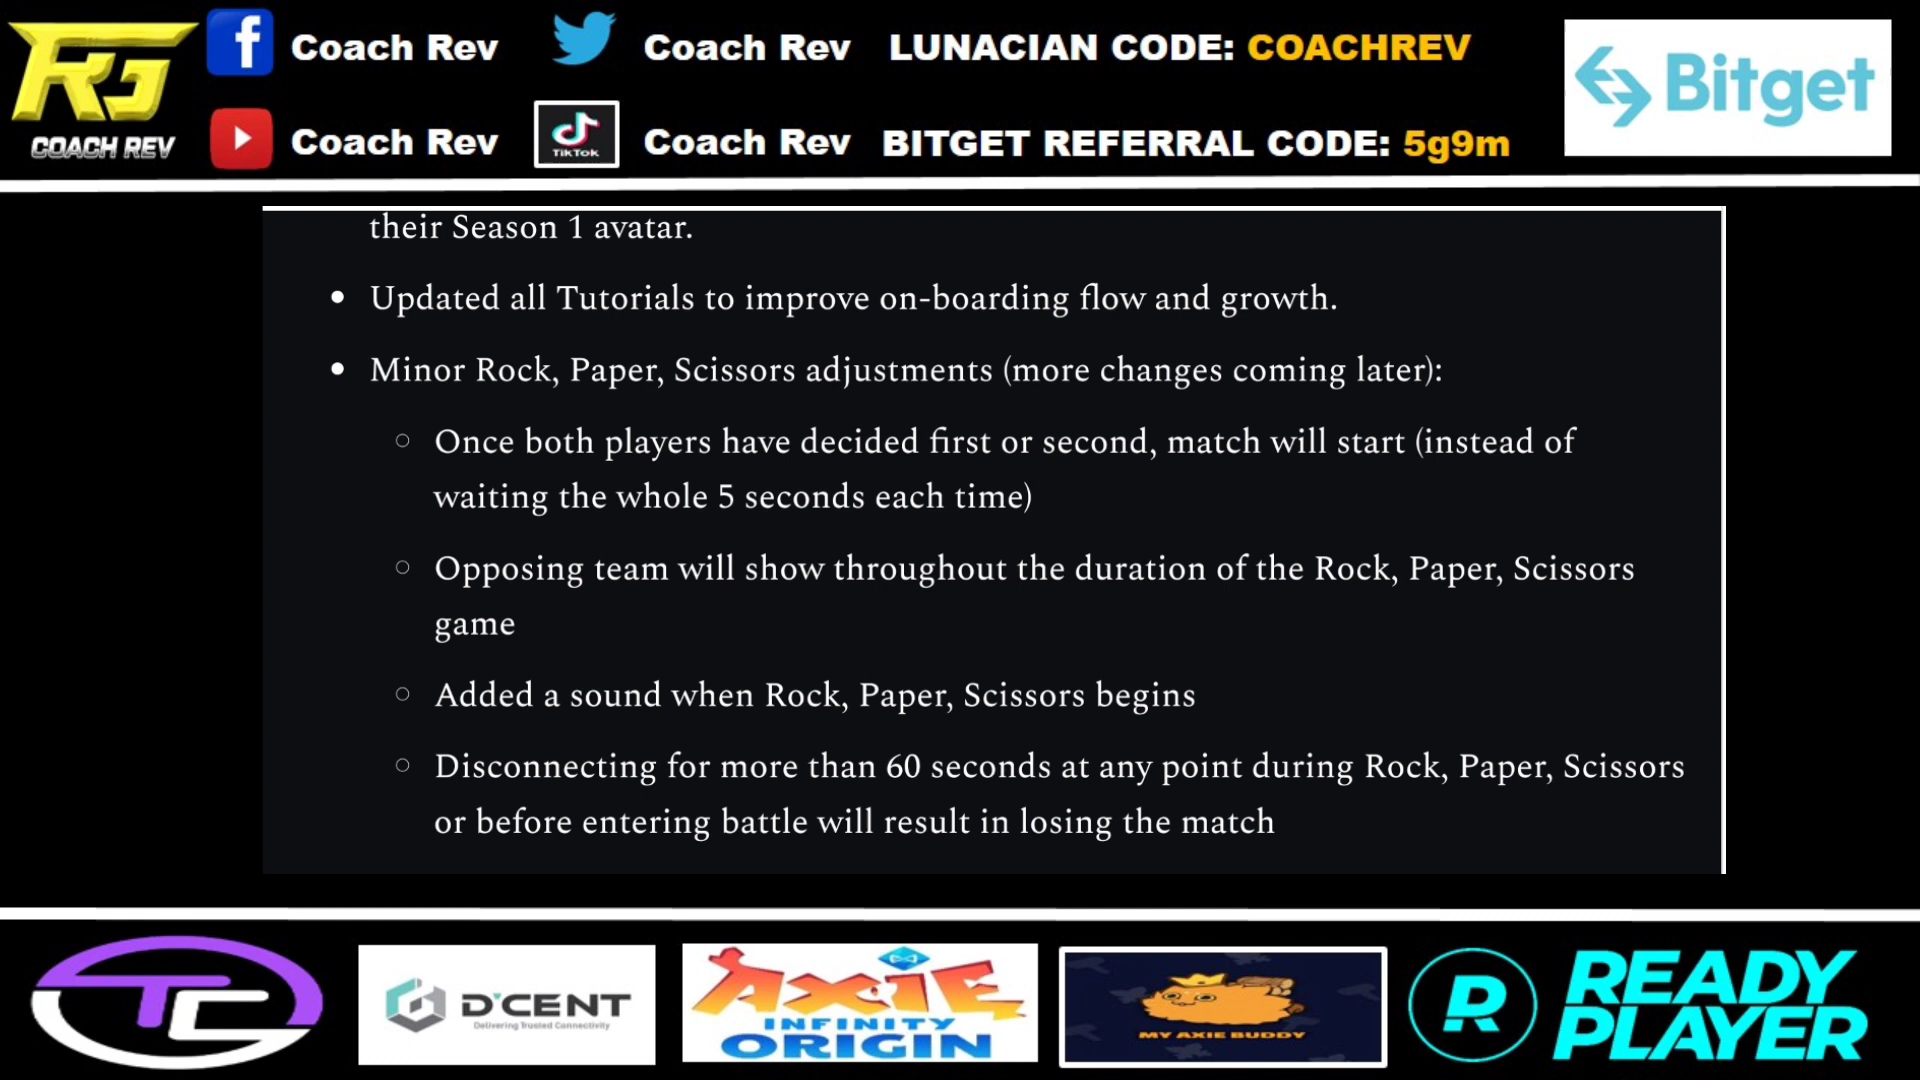 RG
COACH REV
f Coach Rev
Coach Rev
LUNACIAN CODE: COACHREV
Bitget
Coach Rev
TikTok
Coach Rev
BITGET REFERRAL CODE: 5g9m
their Season 1 avatar.
• Updated all Tutorials to improve on-boarding flow and growth.
• Minor Rock, Paper, Scissors adjustments (more changes coming later):
○ Once both players have decided first or second, match will start (instead of
waiting the whole 5 seconds each time)
○ Opposing team will show throughout the duration of the Rock, Paper, Scissors
game
○ Added a sound when Rock, Paper, Scissors begins
○ Disconnecting for more than 60 seconds at any point during Rock, Paper, Scissors
or before entering battle will result in losing the match
TC
D'CENT
Delivering Trusted Connectivity
AXIE
INFINITY
ORIGIN
MY AXIE BUDDY
R
READY
PLAYER